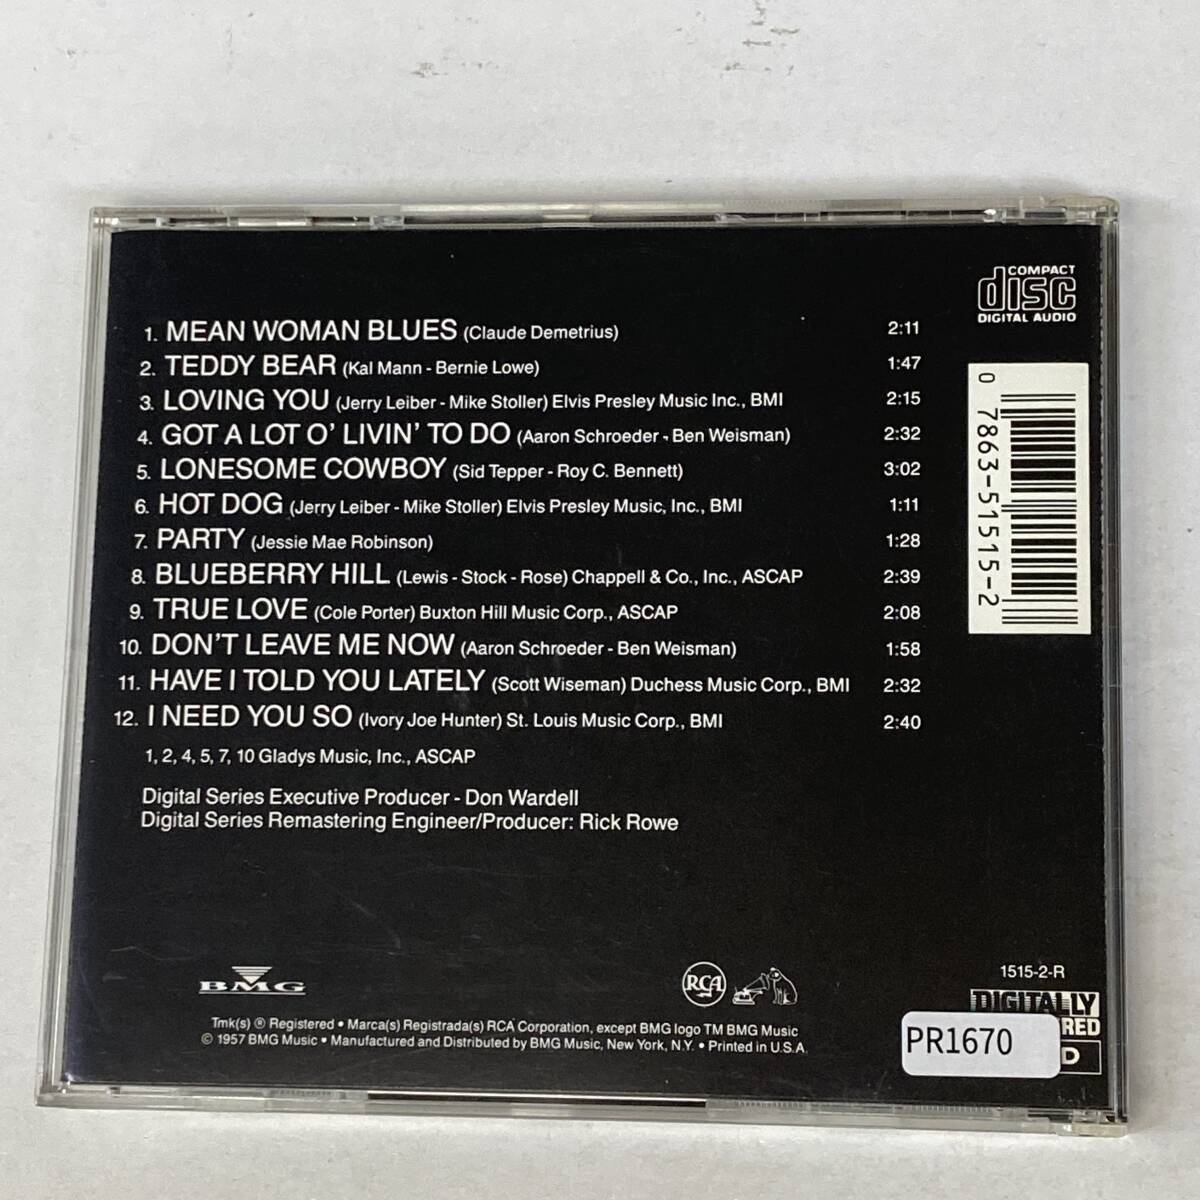 COMPACT
disc
DIGITAL AUDIO
1. MEAN WOMAN BLUES (Claude Demetrius) 2:11
2. TEDDY BEAR (Kal Mann - Bernie Lowe) 1:47
3. LOVING YOU (Jerry Leiber - Mike Stoller) Elvis Presley Music Inc., BMI 2:15
4. GOT A LOT O' LIVIN' TO DO (Aaron Schroeder - Ben Weisman) 2:32
5. LONESOME COWBOY (Sid Tepper - Roy C. Bennett) 3:02
6. HOT DOG (Jerry Leiber - Mike Stoller) Elvis Presley Music, Inc., BMI 1:11
7. PARTY (Jessie Mae Robinson) 1:28
8. BLUEBERRY HILL (Lewis - Stock - Rose) Chappell & Co., Inc., ASCAP 2:39
9. TRUE LOVE (Cole Porter) Buxton Hill Music Corp., ASCAP 2:08
10. DON'T LEAVE ME NOW (Aaron Schroeder - Ben Weisman) 1:58
11. HAVE I TOLD YOU LATELY (Scott Wiseman) Duchess Music Corp., BMI 2:32
12. I NEED YOU SO (Ivory Joe Hunter) St. Louis Music Corp., BMI 2:40
1, 2, 4, 5, 7, 10 Gladys Music, Inc., ASCAP
Digital Series Executive Producer - Don Wardell
Digital Series Remastering Engineer/Producer: Rick Rowe
0 7863-51515-2
BMG
RCA
1515-2-R
DIGITALLY
RED
D
PR1670
Tmk(s) ® Registered • Marca(s) Registrada(s) RCA Corporation, except BMG logo TM BMG Music
© 1957 BMG Music • Manufactured and Distributed by BMG Music, New York, N.Y. • Printed in U.S.A.